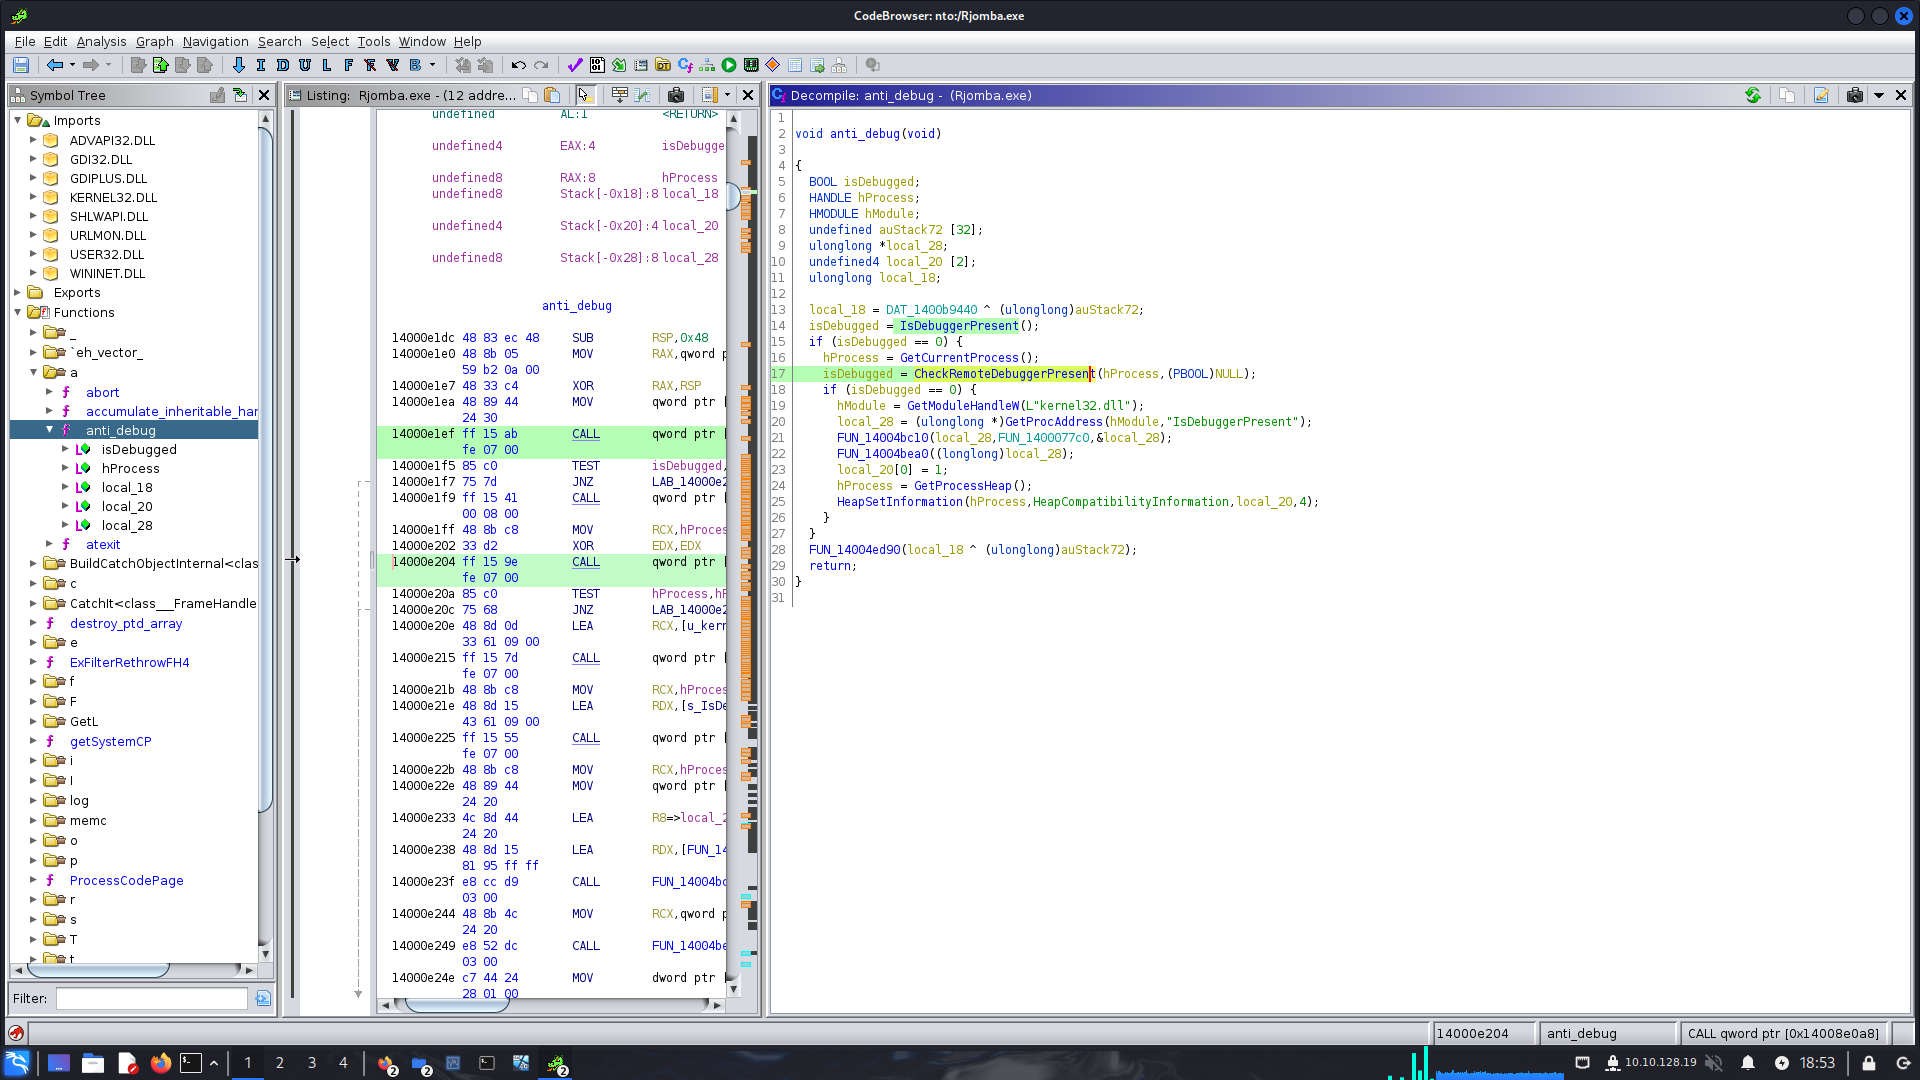 CodeBrowser: nto:/Rjomba.exe
File Edit Analysis Graph Navigation Search Select Tools Window Help
I D U L F V B
Symbol Tree
Imports
ADVAPI32.DLL
GDI32.DLL
GDIPLUS.DLL
KERNEL32.DLL
SHLWAPI.DLL
URLMON.DLL
USER32.DLL
WININET.DLL
Exports
Functions
_
`eh_vector_
a
abort
accumulate_inheritable_har
anti_debug
isDebugged
hProcess
local_18
local_20
local_28
atexit
BuildCatchObjectInternal<clas
c
CatchIt<class___FrameHandle
destroy_ptd_array
e
ExFilterRethrowFH4
f
F
GetL
getSystemCP
i
l
log
memc
o
p
ProcessCodePage
r
s
T
t
Filter:
Listing: Rjomba.exe - (12 addre...
undefined AL:1 <RETURN>
undefined4 EAX:4 isDebugge
undefined8 RAX:8 hProcess
undefined8 Stack[-0x18]:8 local_18
undefined4 Stack[-0x20]:4 local_20
undefined8 Stack[-0x28]:8 local_28
anti_debug
14000e1dc 48 83 ec 48 SUB RSP,0x48
14000e1e0 48 8b 05 MOV RAX,qword p
59 b2 0a 00
14000e1e7 48 33 c4 XOR RAX,RSP
14000e1ea 48 89 44 MOV qword ptr [
24 30
14000e1ef ff 15 ab CALL qword ptr [
fe 07 00
14000e1f5 85 c0 TEST isDebugged,
14000e1f7 75 7d JNZ LAB_14000e2
14000e1f9 ff 15 41 CALL qword ptr [
00 08 00
14000e1ff 48 8b c8 MOV RCX,hProces
14000e202 33 d2 XOR EDX,EDX
14000e204 ff 15 9e CALL qword ptr [
fe 07 00
14000e20a 85 c0 TEST hProcess,hP
14000e20c 75 68 JNZ LAB_14000e2
14000e20e 48 8d 0d LEA RCX,[u_kern
33 61 09 00
14000e215 ff 15 7d CALL qword ptr [
fe 07 00
14000e21b 48 8b c8 MOV RCX,hProces
14000e21e 48 8d 15 LEA RDX,[s_IsDe
43 61 09 00
14000e225 ff 15 55 CALL qword ptr [
fe 07 00
14000e22b 48 8b c8 MOV RCX,hProces
14000e22e 48 89 44 MOV qword ptr [
24 20
14000e233 4c 8d 44 LEA R8=>local_2
24 20
14000e238 48 8d 15 LEA RDX,[FUN_14
81 95 ff ff
14000e23f e8 cc d9 CALL FUN_14004bc
03 00
14000e244 48 8b 4c MOV RCX,qword p
24 20
14000e249 e8 52 dc CALL FUN_14004be
03 00
14000e24e c7 44 24 MOV dword ptr [
28 01 00
Decompile: anti_debug - (Rjomba.exe)
1
2 void anti_debug(void)
3
4 {
5 BOOL isDebugged;
6 HANDLE hProcess;
7 HMODULE hModule;
8 undefined auStack72 [32];
9 ulonglong *local_28;
10 undefined4 local_20 [2];
11 ulonglong local_18;
12
13 local_18 = DAT_1400b9440 ^ (ulonglong)auStack72;
14 isDebugged = IsDebuggerPresent();
15 if (isDebugged == 0) {
16 hProcess = GetCurrentProcess();
17 isDebugged = CheckRemoteDebuggerPresent(hProcess,(PBOOL)NULL);
18 if (isDebugged == 0) {
19 hModule = GetModuleHandleW(L"kernel32.dll");
20 local_28 = (ulonglong *)GetProcAddress(hModule,"IsDebuggerPresent");
21 FUN_14004bc10(local_28,FUN_1400077c0,&local_28);
22 FUN_14004bea0((longlong)local_28);
23 local_20[0] = 1;
24 hProcess = GetProcessHeap();
25 HeapSetInformation(hProcess,HeapCompatibilityInformation,local_20,4);
26 }
27 }
28 FUN_14004ed90(local_18 ^ (ulonglong)auStack72);
29 return;
30 }
31
14000e204 anti_debug CALL qword ptr [0x14008e0a8]
1 2 3 4 2 2 2 10.10.128.19 18:53